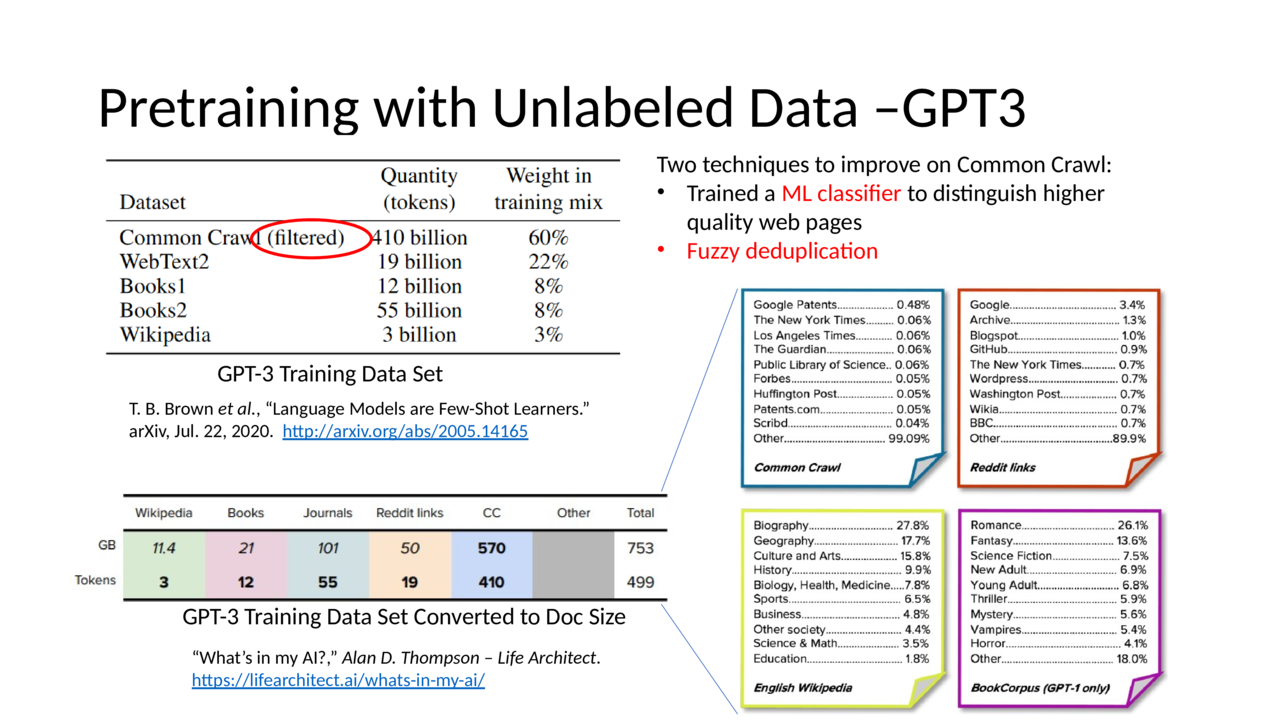 Pretraining with Unlabeled Data –GPT3
Quantity Weight in
Dataset (tokens) training mix
Common Crawl (filtered) 410 billion 60%
WebText2 19 billion 22%
Books1 12 billion 8%
Books2 55 billion 8%
Wikipedia 3 billion 3%
GPT-3 Training Data Set
T. B. Brown et al., “Language Models are Few-Shot Learners.”
arXiv, Jul. 22, 2020. http://arxiv.org/abs/2005.14165
Two techniques to improve on Common Crawl:
• Trained a ML classifier to distinguish higher
quality web pages
• Fuzzy deduplication
Wikipedia Books Journals Reddit links CC Other Total
GB 11.4 21 101 50 570 753
Tokens 3 12 55 19 410 499
GPT-3 Training Data Set Converted to Doc Size
“What’s in my AI?,” Alan D. Thompson – Life Architect.
https://lifearchitect.ai/whats-in-my-ai/
Google Patents.............. 0.48%
The New York Times......... 0.06%
Los Angeles Times............ 0.06%
The Guardian................... 0.06%
Public Library of Science.. 0.06%
Forbes............................. 0.05%
Huffington Post................ 0.05%
Patents.com..................... 0.05%
Scribd.............................. 0.04%
Other............................... 99.09%
Common Crawl
Google............................. 3.4%
Archive............................. 1.3%
Blogspot........................... 1.0%
GitHub............................. 0.9%
The New York Times........... 0.7%
Wordpress........................ 0.7%
Washington Post................ 0.7%
Wikia................................ 0.7%
BBC.................................. 0.7%
Other................................89.9%
Reddit links
Biography......................... 27.8%
Geography........................ 17.7%
Culture and Arts................ 15.8%
History.............................. 9.9%
Biology, Health, Medicine.....7.8%
Sports............................... 6.5%
Business............................ 4.8%
Other society..................... 4.4%
Science & Math.................. 3.5%
Education.......................... 1.8%
English Wikipedia
Romance.......................... 26.1%
Fantasy............................. 13.6%
Science Fiction................... 7.5%
New Adult.......................... 6.9%
Young Adult....................... 6.8%
Thriller............................... 5.9%
Mystery.............................. 5.6%
Vampires............................ 5.4%
Horror................................ 4.1%
Other................................. 18.0%
BookCorpus (GPT-1 only)